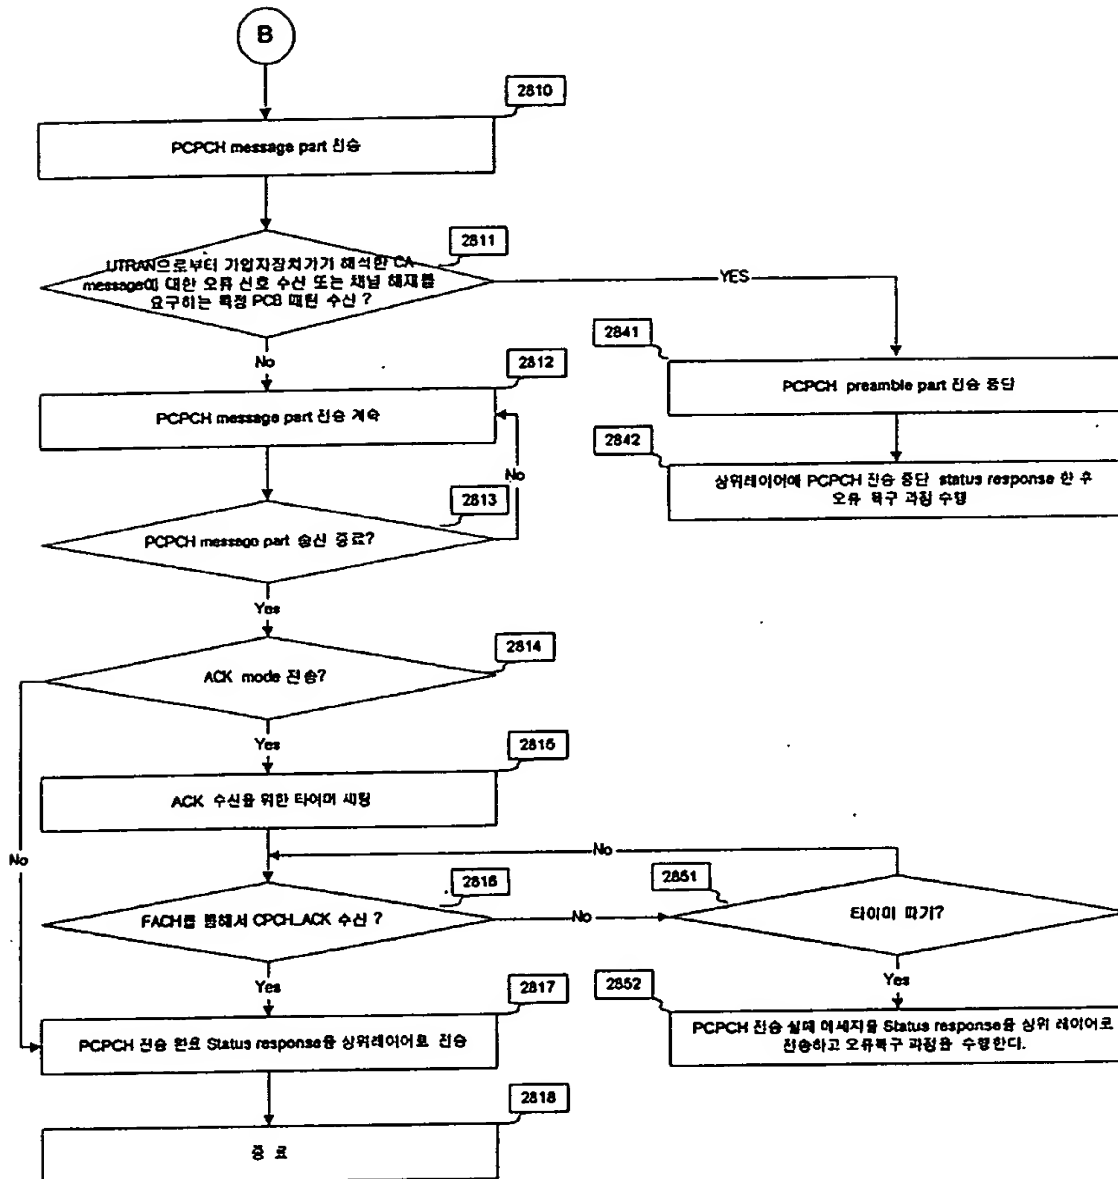 B
2810
PCPCH message part 전송
2811
UTRAN으로부터 가입자장치가 해석한 CA
message에 대한 오류 신호 수신 또는 채널 해제를
요구하는 특정 PCB 패턴 수신 ?
YES
No
2841
PCPCH preamble part 전송 중단
2842
상위레이어에 PCPCH 전송 중단 status response 한 후
오류 복구 과정 수행
2812
PCPCH message part 전송 계속
No
2813
PCPCH message part 송신 종료?
Yes
2814
ACK mode 전송?
No
Yes
2815
ACK 수신을 위한 타이머 세팅
No
2816
FACH를 통해서 CPCH_ACK 수신 ?
No
2851
타이머 만기?
Yes
Yes
2817
PCPCH 전송 완료 Status response을 상위레이어로 전송
2852
PCPCH 전송 실패 메세지를 Status response을 상위 레이어로
전송하고 오류복구 과정을 수행한다.
2818
종 료